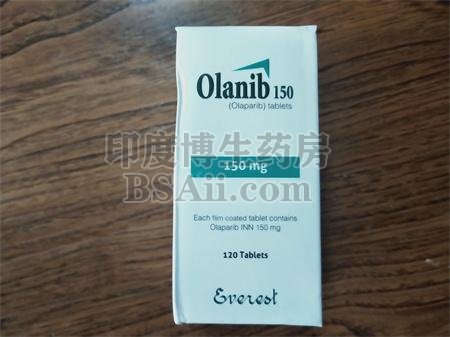 Olanib 150
(Olaparib) tablets
印度博生药房
150 mg
BSAii.com
Each film coated tablet contains
Olaparib INN 150 mg
120 Tablets
Everest